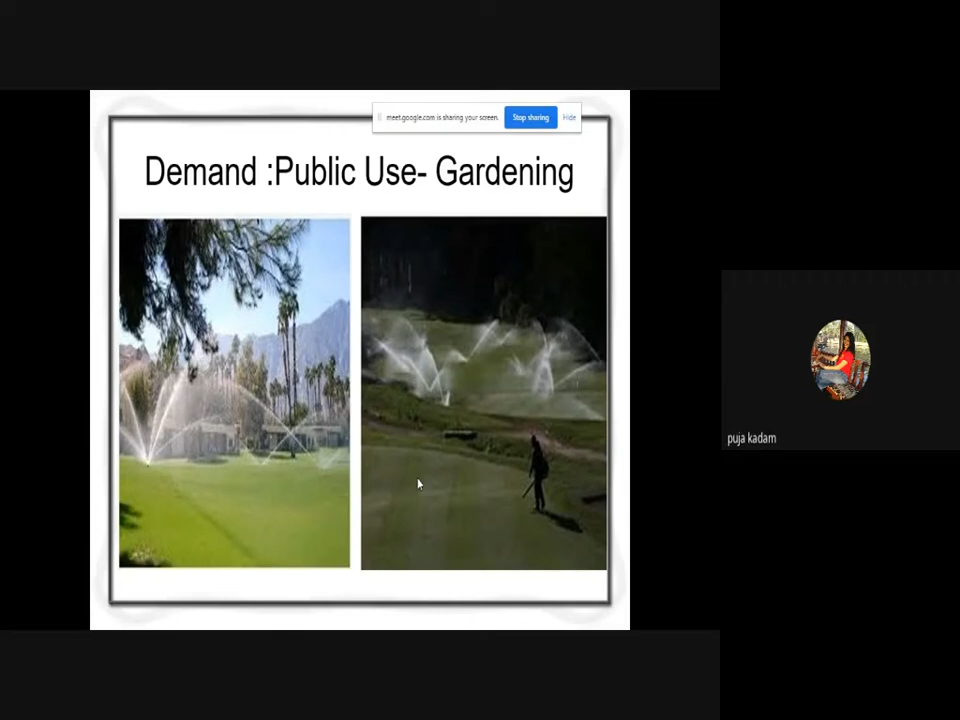 meet.google.com is sharing your screen. Stop sharing Hide
Demand :Public Use- Gardening
puja kadam